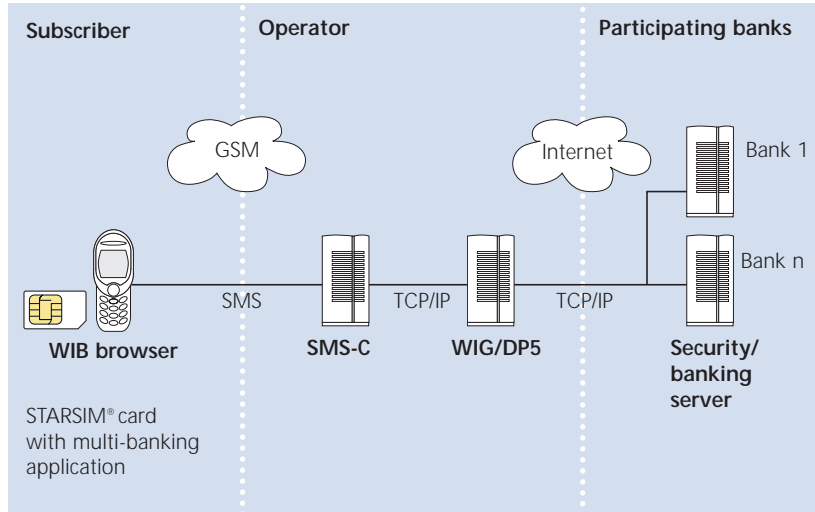 Subscriber
Operator
Participating banks
GSM
Internet
Bank 1
Bank n
SMS
TCP/IP
TCP/IP
WIB browser
SMS-C
WIG/DP5
Security/
banking
server
STARSIM® card
with multi-banking
application